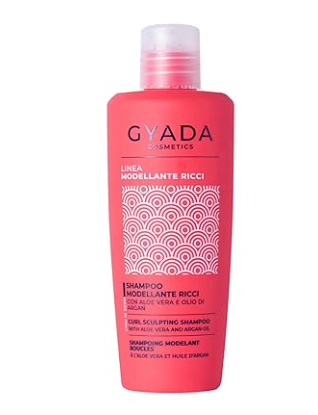 GYADA
COSMETICS
LINEA
MODELLANTE RICCI
SHAMPOO
MODELLANTE RICCI
CON ALOE VERA E OLIO DI
ARGAN
CURL SCULPTING SHAMPOO
WITH ALOE VERA AND ARGAN OIL
SHAMPOING MODELANT
BOUCLES
À L'ALOE VERA ET HUILE D'ARGAN